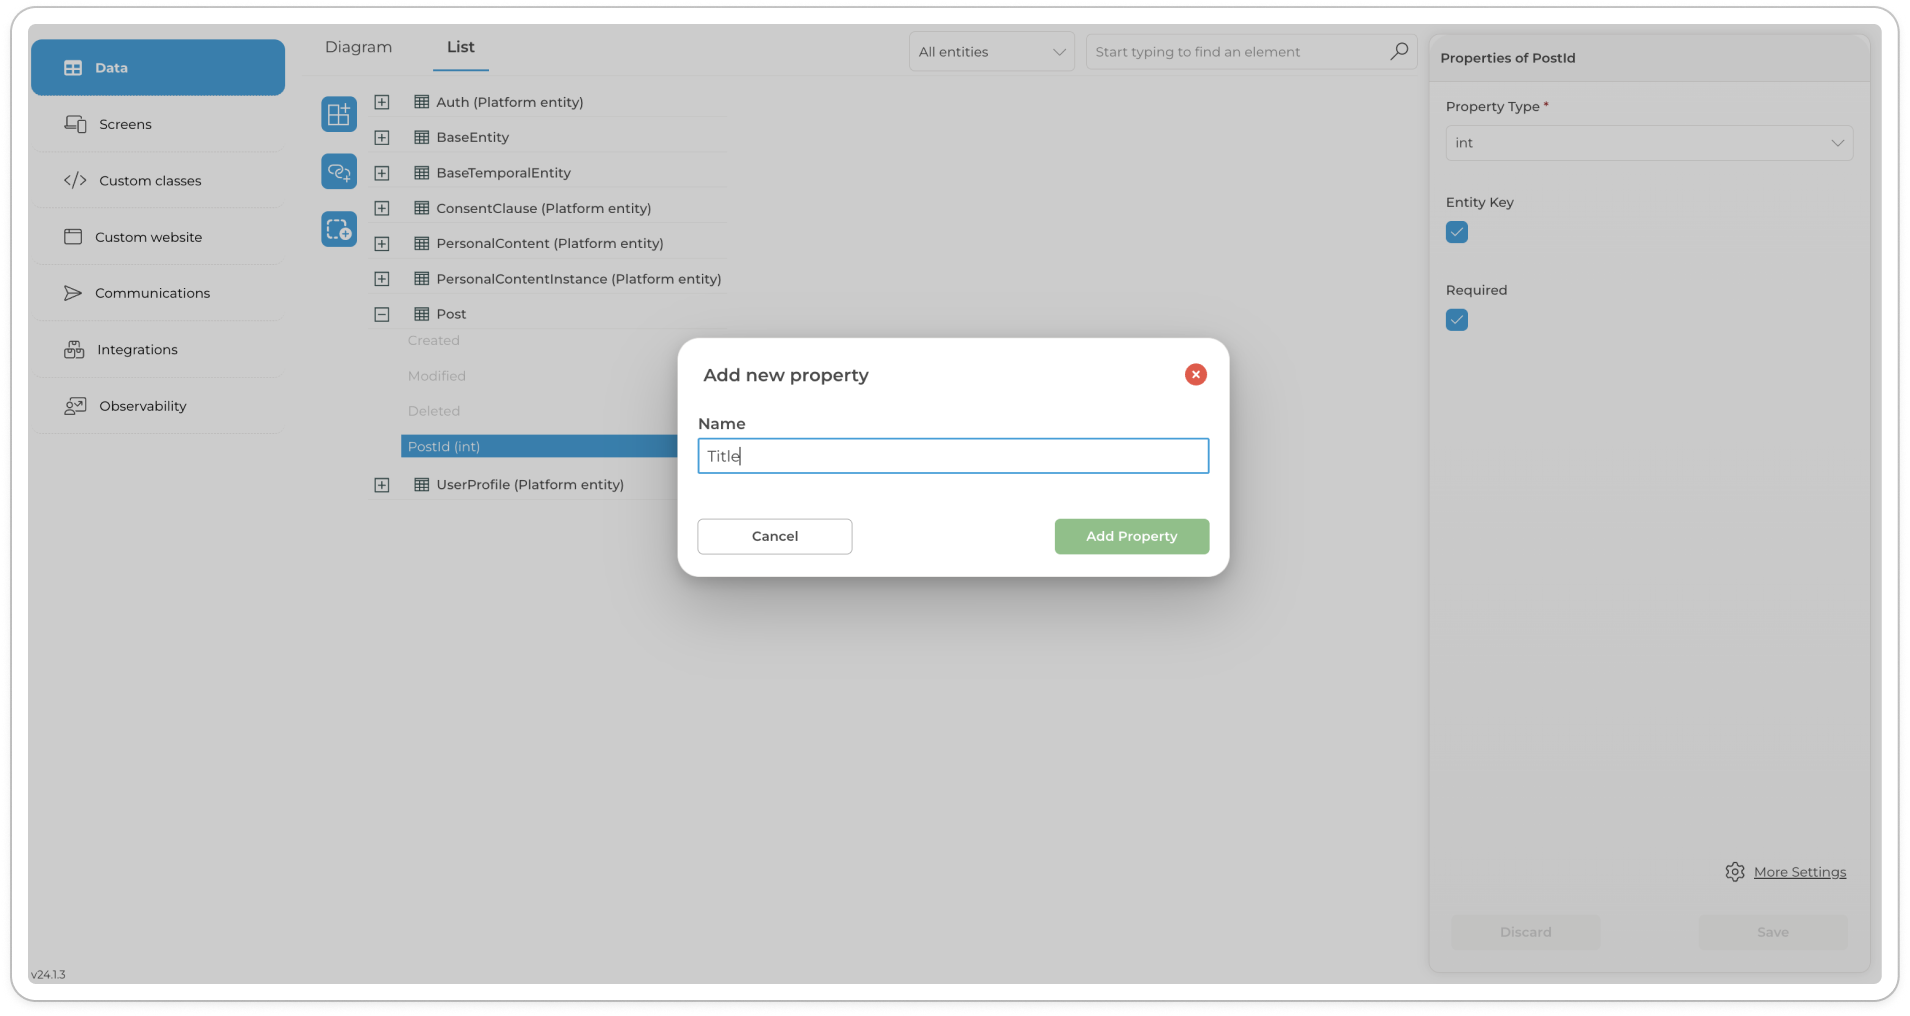 Data
Screens
Custom classes
Custom website
Communications
Integrations
Observability
v24.1.3
Diagram
List
All entities
Start typing to find an element
Auth (Platform entity)
BaseEntity
BaseTemporalEntity
ConsentClause (Platform entity)
PersonalContent (Platform entity)
PersonalContentInstance (Platform entity)
Post
Created
Modified
Deleted
PostId (int)
UserProfile (Platform entity)
Add new property
Name
Title
Cancel
Add Property
Properties of PostId
Property Type *
int
Entity Key
Required
More Settings
Discard
Save